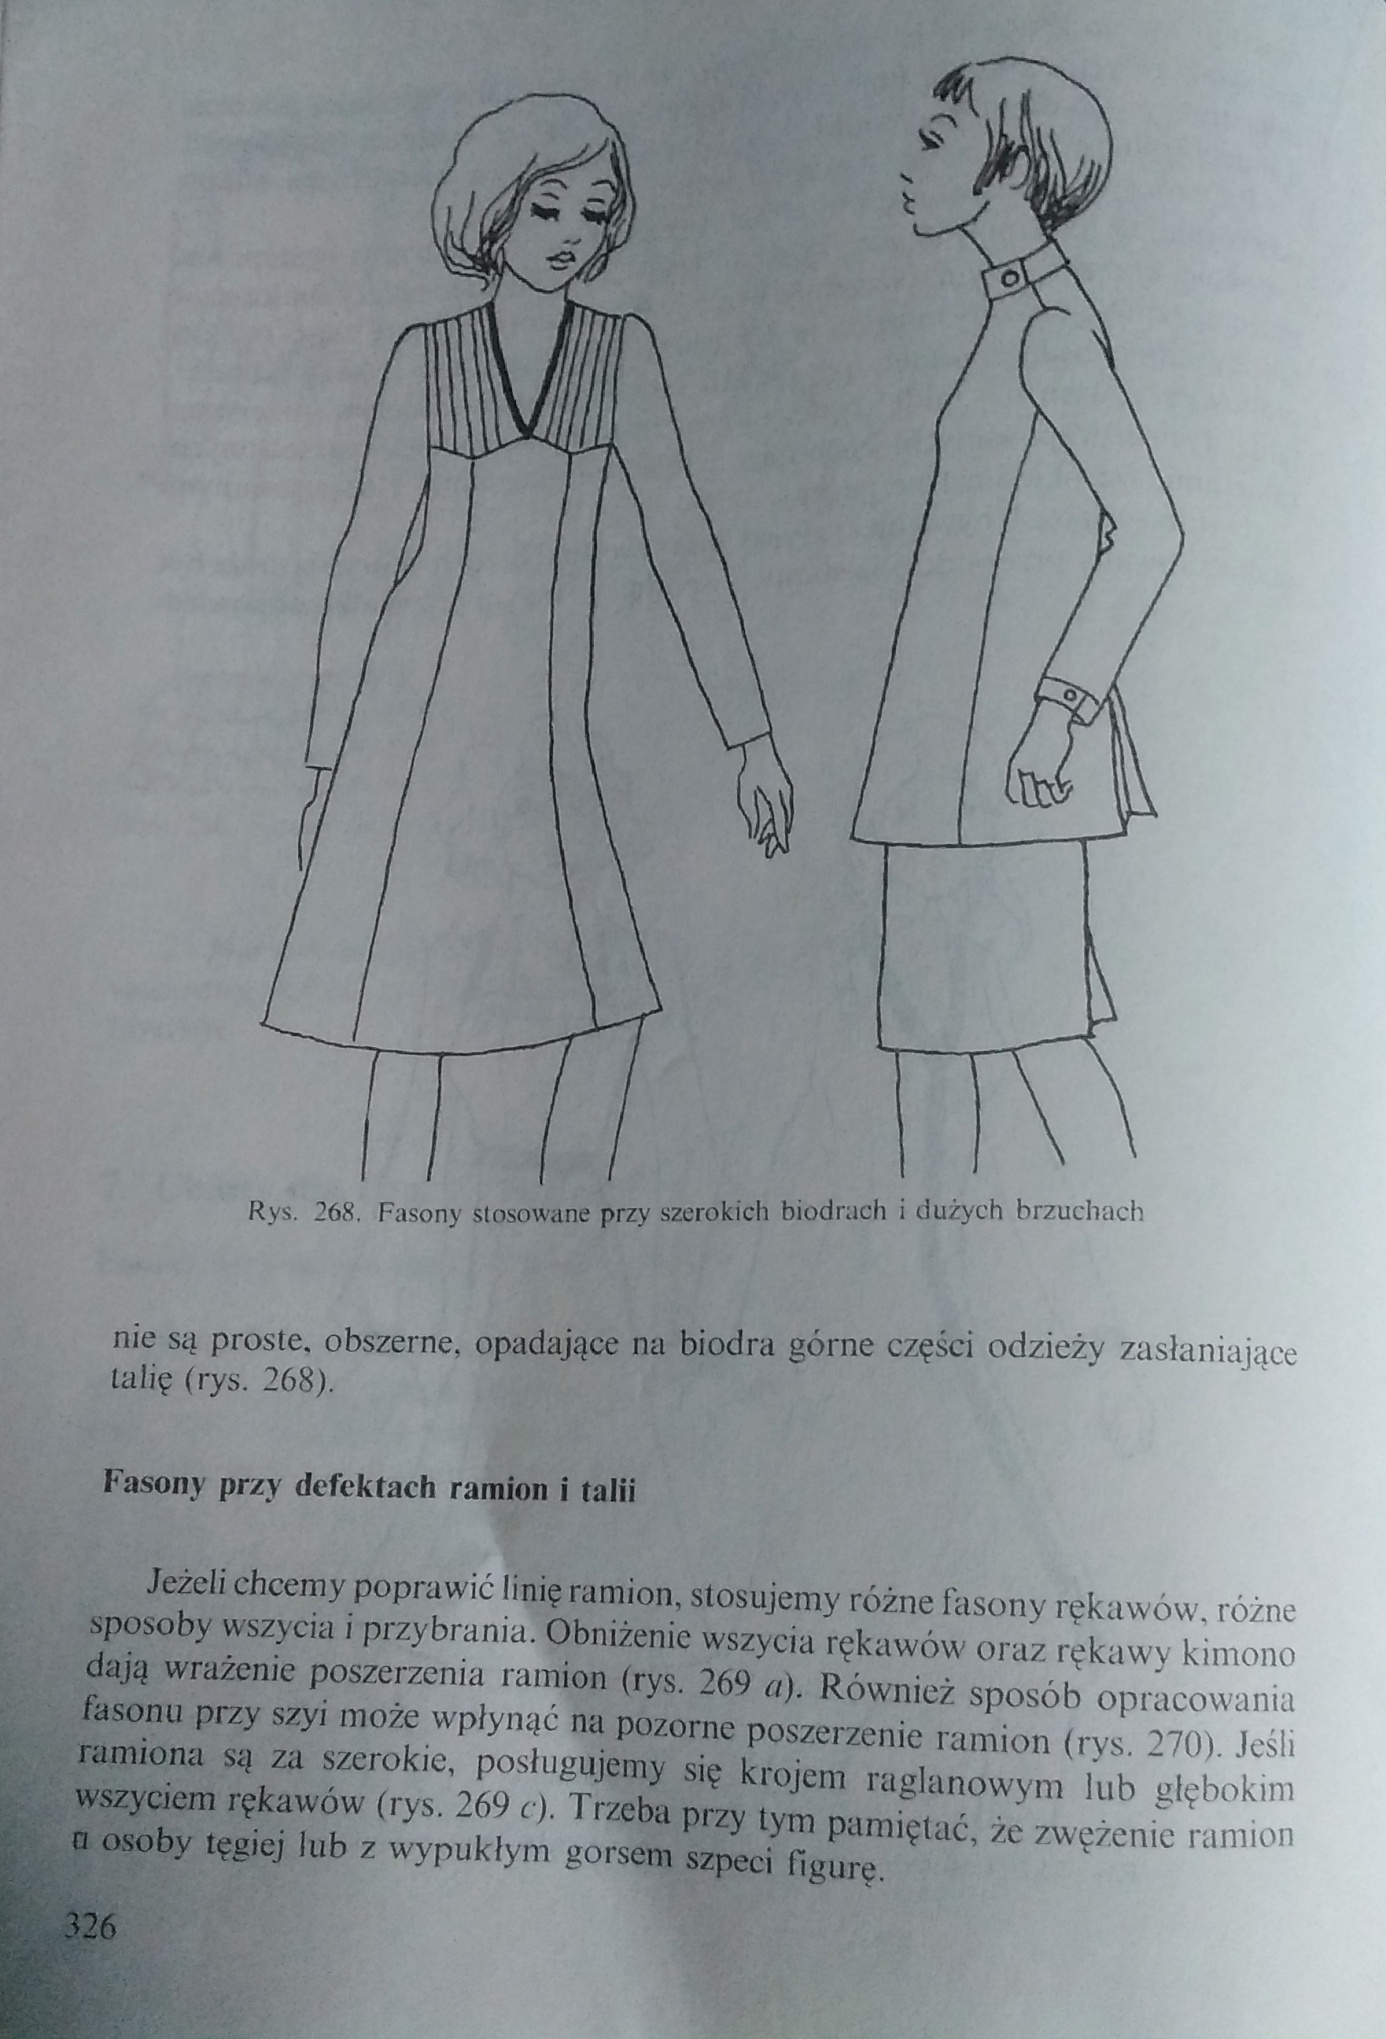 Rys. 268. Fasony stosowane przy szerokich biodrach i dużych brzuchach
nie są proste, obszerne, opadające na biodra górne części odzieży zasłaniające
talię (rys. 268).
Fasony przy defektach ramion i talii
Jeżeli chcemy poprawić linię ramion, stosujemy różne fasony rękawów, różne
sposoby wszycia i przybrania. Obniżenie wszycia rękawów oraz rękawy kimono
dają wrażenie poszerzenia ramion (rys. 269 a). Również sposób opracowania
fasonu przy szyi może wpłynąć na pozorne poszerzenie ramion (rys. 270). Jeśli
ramiona są za szerokie, posługujemy się krojem raglanowym lub głębokim
wszyciem rękawów (rys. 269 c). Trzeba przy tym pamiętać, że zwężenie ramion
u osoby tęgiej lub z wypukłym gorsem szpeci figurę.
326